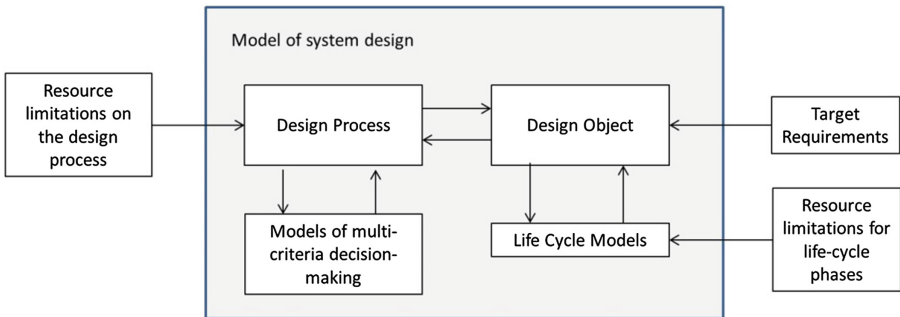 Model of system design
Resource
limitations on
the design
process
Design Process
Design Object
Target
Requirements
Models of multi-
criteria decision-
making
Life Cycle Models
Resource
limitations for
life-cycle
phases